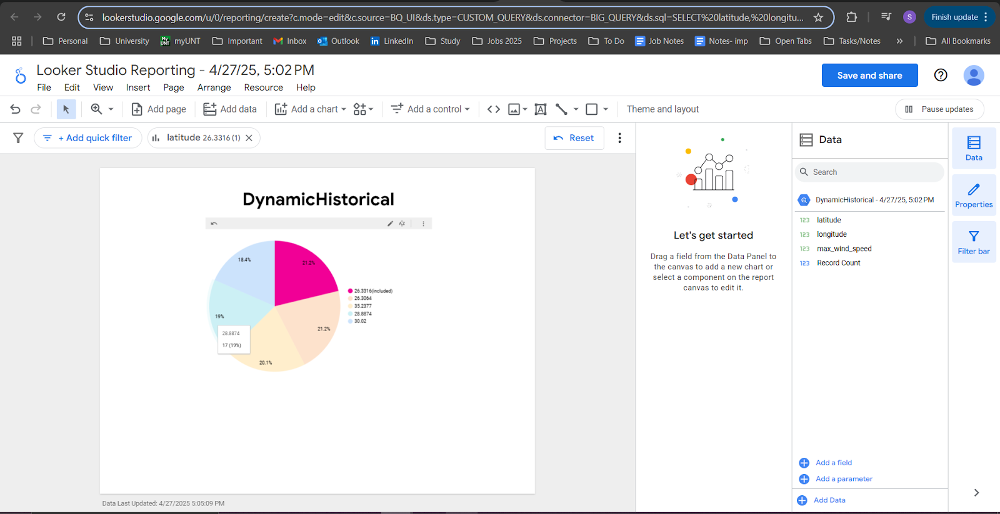 lookerstudio.google.com/u/0/reporting/create?c.mode=edit&c.source=BQ_UI&ds.type=CUSTOM_QUERY&ds.connector=BIG_QUERY&ds.sql=SELECT%20latitude,%20longitu...
S
Finish update
Personal University myUNT Important Inbox Outlook LinkedIn Study Jobs 2025 Projects To Do Job Notes Notes- imp Open Tabs Tasks/Notes » All Bookmarks
Looker Studio Reporting - 4/27/25, 5:02 PM
File Edit View Insert Page Arrange Resource Help
Save and share
Add page Add data Add a chart Add a control Theme and layout Pause updates
+ Add quick filter latitude 26.3316 (1) Reset
DynamicHistorical
18.4%
21.2%
19%
21.2%
20.1%
28.8874
17 (19%)
26.3316(included)
26.3064
35.2377
28.8874
30.02
Data Last Updated: 4/27/2025 5:05:09 PM
Let's get started
Drag a field from the Data Panel to
the canvas to add a new chart or
select a component on the report
canvas to edit it.
Data
Search
DynamicHistorical - 4/27/25, 5:02 PM
123 latitude
123 longitude
123 max_wind_speed
123 Record Count
Add a field
Add a parameter
Add Data
Data
Properties
Filter bar